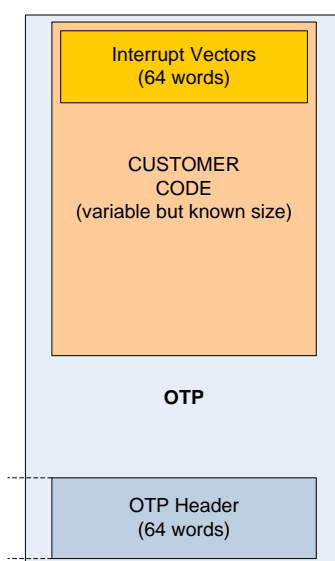 Interrupt Vectors
(64 words)
CUSTOMER
CODE
(variable but known size)
OTP
OTP Header
(64 words)